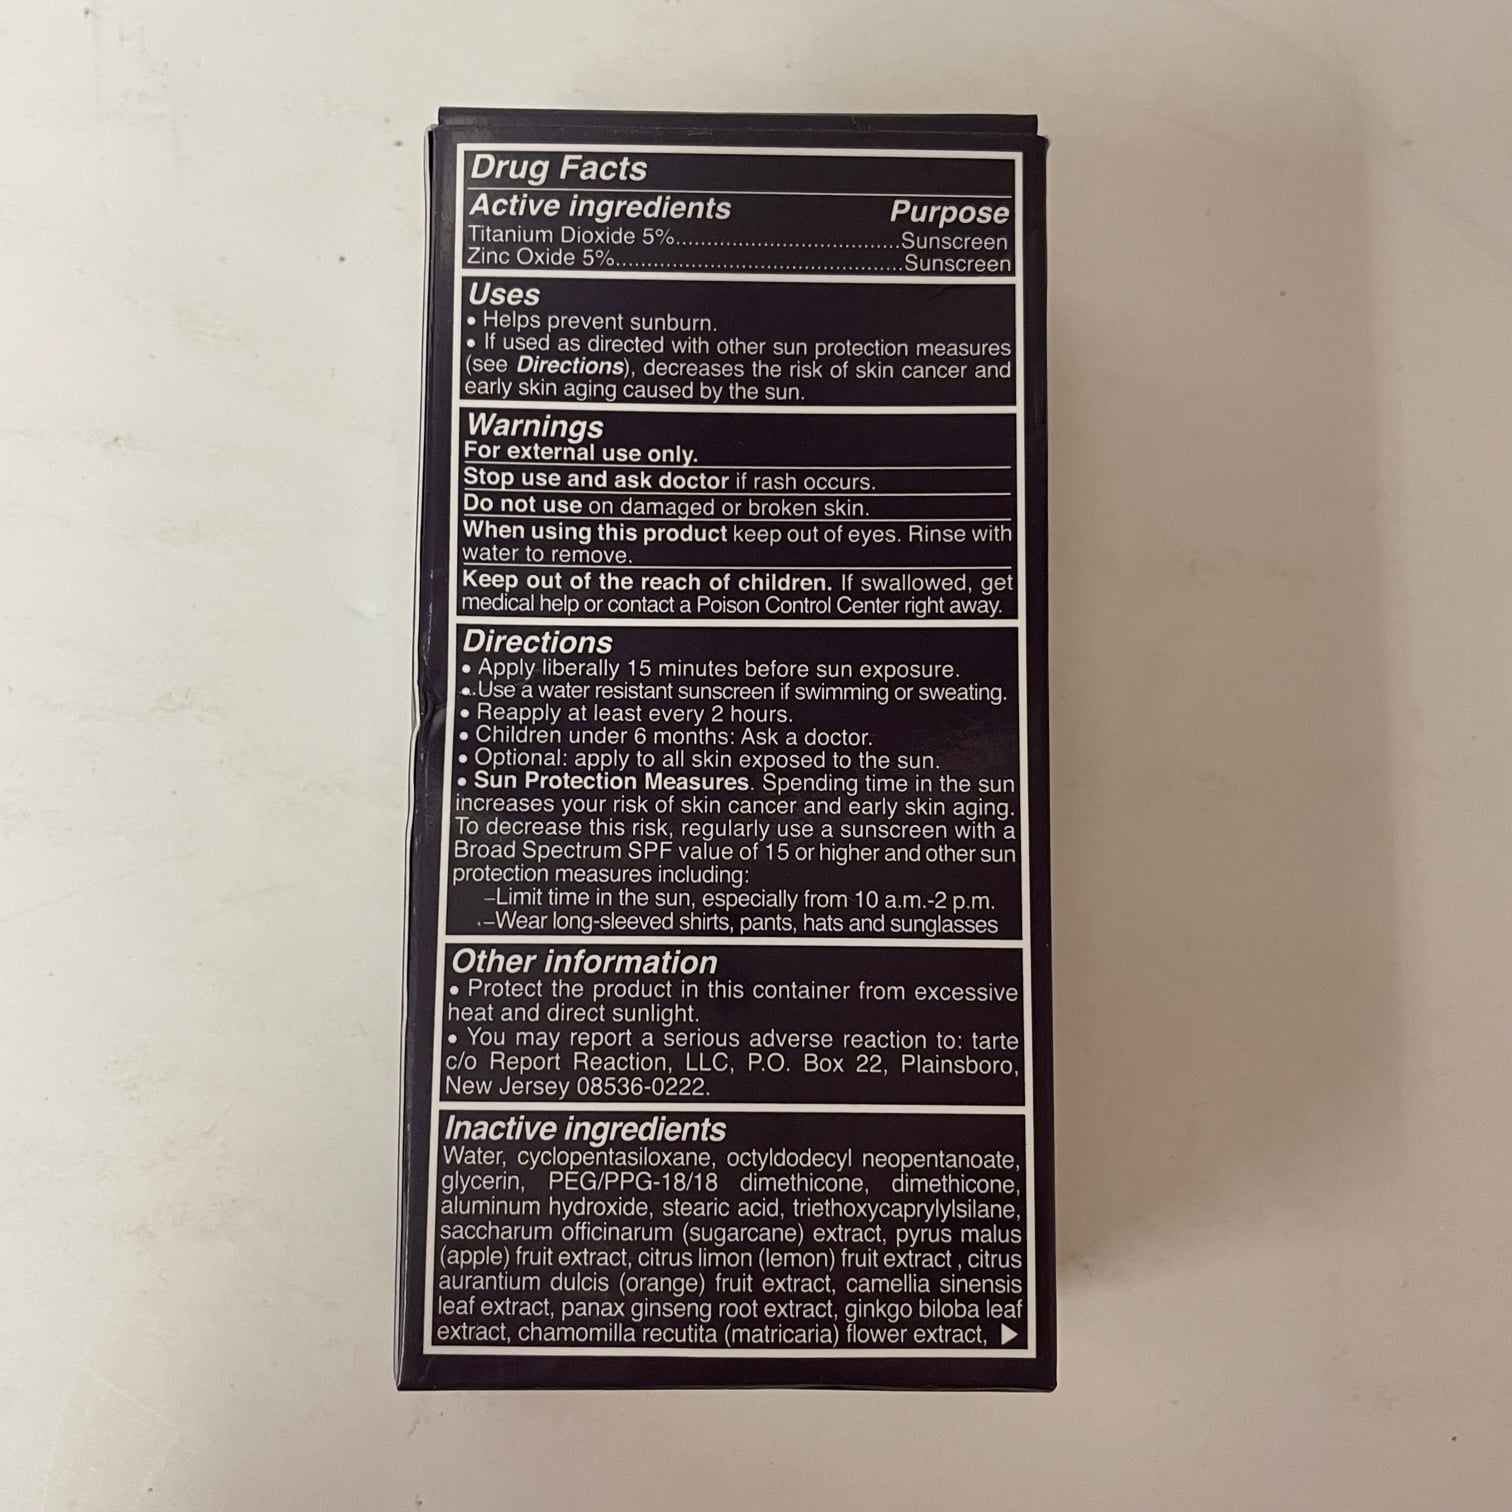 Drug Facts
Active ingredients Purpose
Titanium Dioxide 5%..................................Sunscreen
Zinc Oxide 5%.............................................Sunscreen
Uses
• Helps prevent sunburn.
• If used as directed with other sun protection measures
(see Directions), decreases the risk of skin cancer and
early skin aging caused by the sun.
Warnings
For external use only.
Stop use and ask doctor if rash occurs.
Do not use on damaged or broken skin.
When using this product keep out of eyes. Rinse with
water to remove.
Keep out of the reach of children. If swallowed, get
medical help or contact a Poison Control Center right away.
Directions
• Apply liberally 15 minutes before sun exposure.
• Use a water resistant sunscreen if swimming or sweating.
• Reapply at least every 2 hours.
• Children under 6 months: Ask a doctor.
• Optional: apply to all skin exposed to the sun.
• Sun Protection Measures. Spending time in the sun
increases your risk of skin cancer and early skin aging.
To decrease this risk, regularly use a sunscreen with a
Broad Spectrum SPF value of 15 or higher and other sun
protection measures including:
–Limit time in the sun, especially from 10 a.m.-2 p.m.
–Wear long-sleeved shirts, pants, hats and sunglasses
Other information
• Protect the product in this container from excessive
heat and direct sunlight.
• You may report a serious adverse reaction to: tarte
c/o Report Reaction, LLC, P.O. Box 22, Plainsboro,
New Jersey 08536-0222.
Inactive ingredients
Water, cyclopentasiloxane, octyldodecyl neopentanoate,
glycerin, PEG/PPG-18/18 dimethicone, dimethicone,
aluminum hydroxide, stearic acid, triethoxycaprylylsilane,
saccharum officinarum (sugarcane) extract, pyrus malus
(apple) fruit extract, citrus limon (lemon) fruit extract , citrus
aurantium dulcis (orange) fruit extract, camellia sinensis
leaf extract, panax ginseng root extract, ginkgo biloba leaf
extract, chamomilla recutita (matricaria) flower extract, ▶